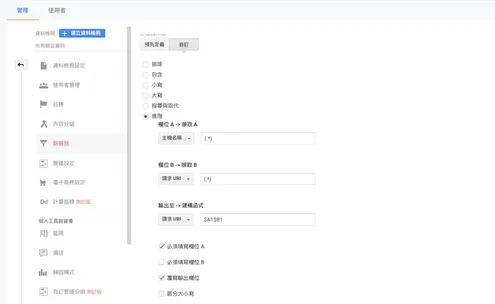 管理
使用者
資料檢視
+ 建立資料檢視
所有網站資料
資料檢視設定
使用者管理
目標
內容分組
篩選器
管道設定
電子商務設定
Dd 計算指標 測試版
個人工具與資產
區隔
備註
歸因模式
自訂管道分組 測試版
預先定義
自訂
排除
包含
小寫
大寫
搜尋與取代
進階
欄位 A -> 擷取 A
主機名稱
(.*)
欄位 B -> 擷取 B
請求 URI
(.*)
輸出至 -> 建構函式
請求 URI
$A1$B1
必須填寫欄位 A
必須填寫欄位 B
覆寫輸出欄位
區分大小寫